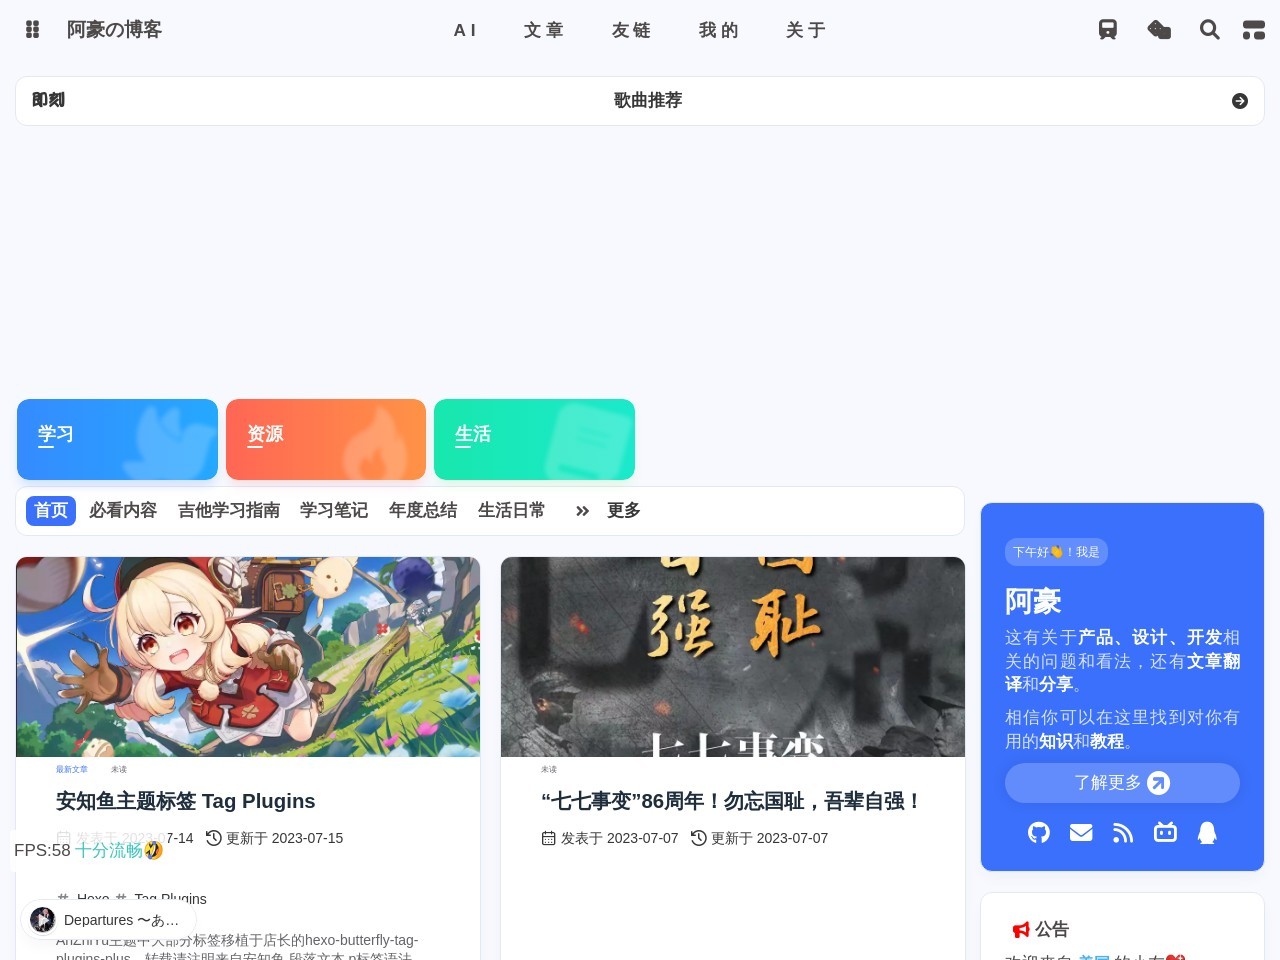 阿豪の博客
AI
文章
友链
我的
关于
即刻
歌曲推荐
学习
资源
生活
首页
必看内容
吉他学习指南
学习笔记
年度总结
生活日常
更多
最新文章 未读
安知鱼主题标签 Tag Plugins
发表于 2023-07-14 更新于 2023-07-15
FPS:58 十分流畅🤣
# Hexo # Tag Plugins
Departures 〜あ…
AnZhiYu主题中大部分标签移植于店长的hexo-butterfly-tag-
plugins-plus，转载请注明来自安知鱼 段落文本 p标签语法
强 耻
七七事变
未读
“七七事变”86周年！勿忘国耻，吾辈自强！
发表于 2023-07-07 更新于 2023-07-07
下午好👋！我是
阿豪
这有关于产品、设计、开发相
关的问题和看法，还有文章翻
译和分享。
相信你可以在这里找到对你有
用的知识和教程。
了解更多
公告
欢迎来自 美国 的小友💖